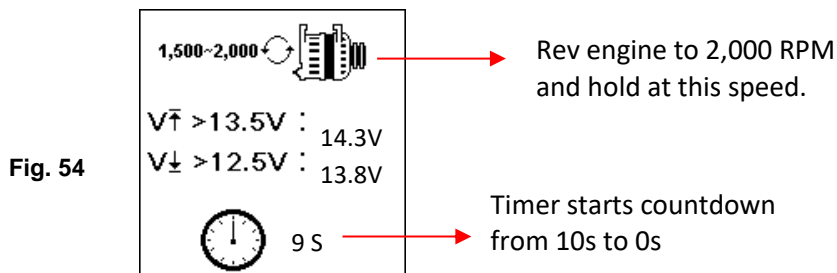 1,500~2,000
Rev engine to 2,000 RPM
and hold at this speed.
V↑ >13.5V : 14.3V
V↓ >12.5V : 13.8V
Fig. 54
9 S
Timer starts countdown
from 10s to 0s